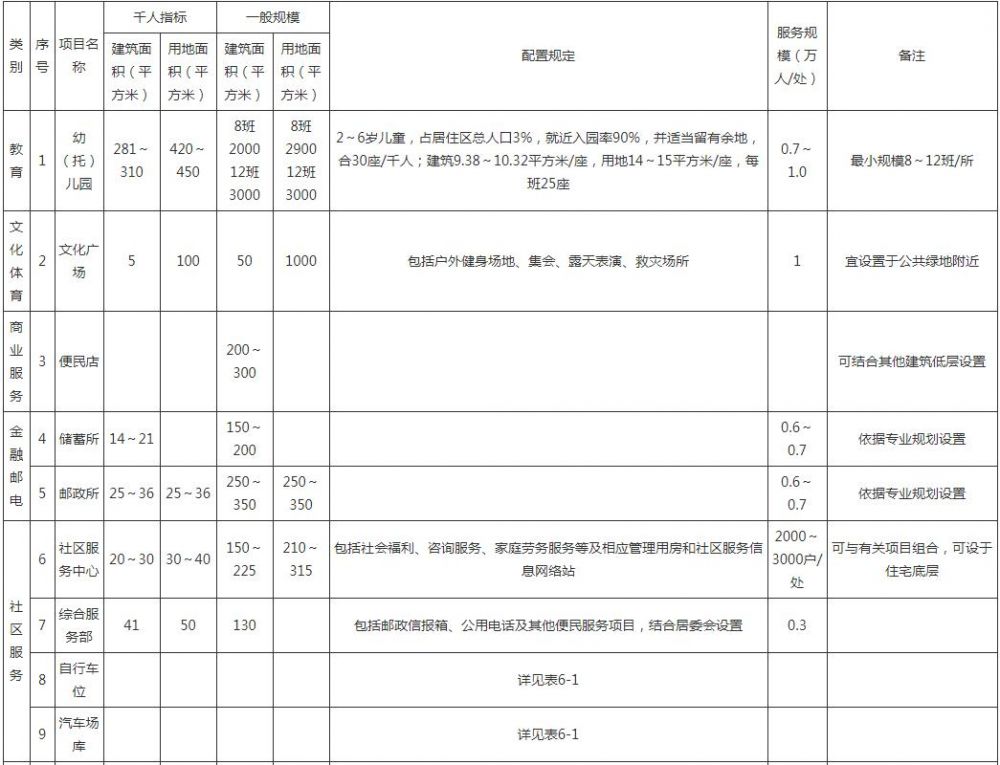 类别
序号
项目名称
千人指标
一般规模
配置规定
服务规模（万人/处）
备注
建筑面积（平方米）
用地面积（平方米）
建筑面积（平方米）
用地面积（平方米）
教育
1
幼（托）儿园
281～310
420～450
8班
2000
12班
3000
8班
2900
12班
3000
2～6岁儿童，占居住区总人口3%，就近入园率90%，并适当留有余地，
合30座/千人；建筑9.38～10.32平方米/座，用地14～15平方米/座，每
班25座
0.7～1.0
最小规模8～12班/所
文化体育
2
文化广场
5
100
50
1000
包括户外健身场地、集会、露天表演、救灾场所
1
宜设置于公共绿地附近
商业服务
3
便民店
200～300
可结合其他建筑低层设置
金融邮电
4
储蓄所
14～21
150～200
0.6～0.7
依据专业规划设置
5
邮政所
25～36
25～36
250～350
250～350
0.6～0.7
依据专业规划设置
社区服务
6
社区服务中心
20～30
30～40
150～225
210～315
包括社会福利、咨询服务、家庭劳务服务等及相应管理用房和社区服务信
息网络站
2000～3000户/处
可与有关项目组合，可设于
住宅底层
7
综合服务部
41
50
130
包括邮政信报箱、公用电话及其他便民服务项目，结合居委会设置
0.3
8
自行车位
详见表6-1
9
汽车场库
详见表6-1